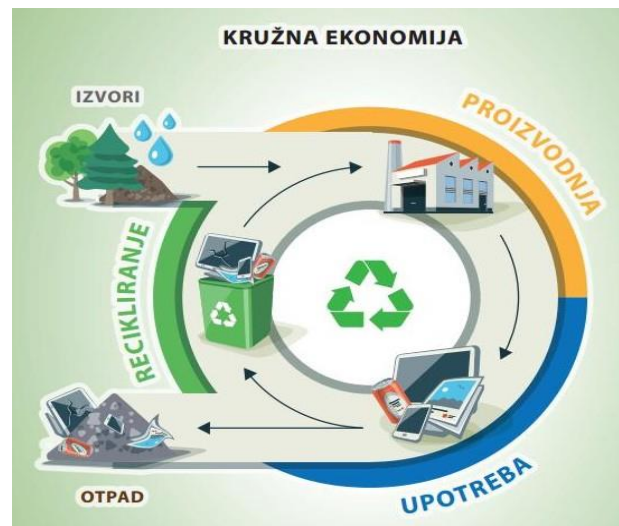 KRUŽNA EKONOMIJA
IZVORI
PROIZVODNJA
RECIKLIRANJE
OTPAD
UPOTREBA